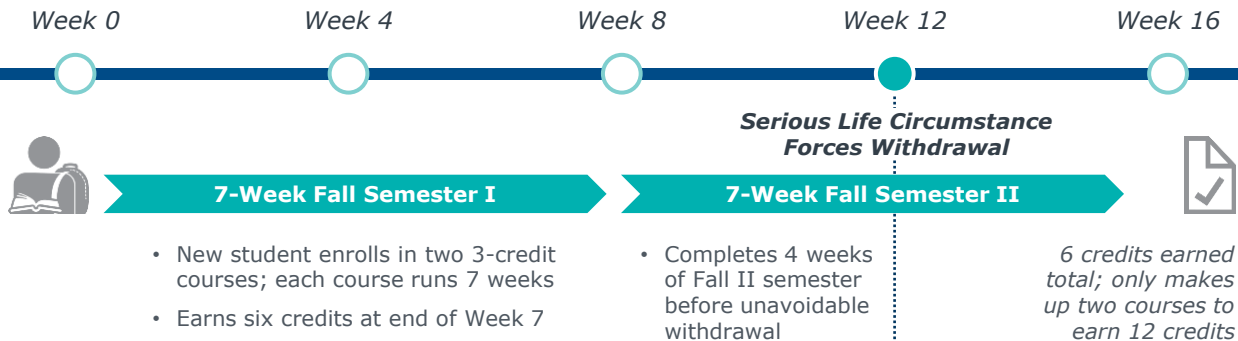 Week 0
Week 4
Week 8
Week 12
Week 16
Serious Life Circumstance
Forces Withdrawal
7-Week Fall Semester I
7-Week Fall Semester II
• New student enrolls in two 3-credit
courses; each course runs 7 weeks
• Earns six credits at end of Week 7
• Completes 4 weeks
of Fall II semester
before unavoidable
withdrawal
6 credits earned
total; only makes
up two courses to
earn 12 credits